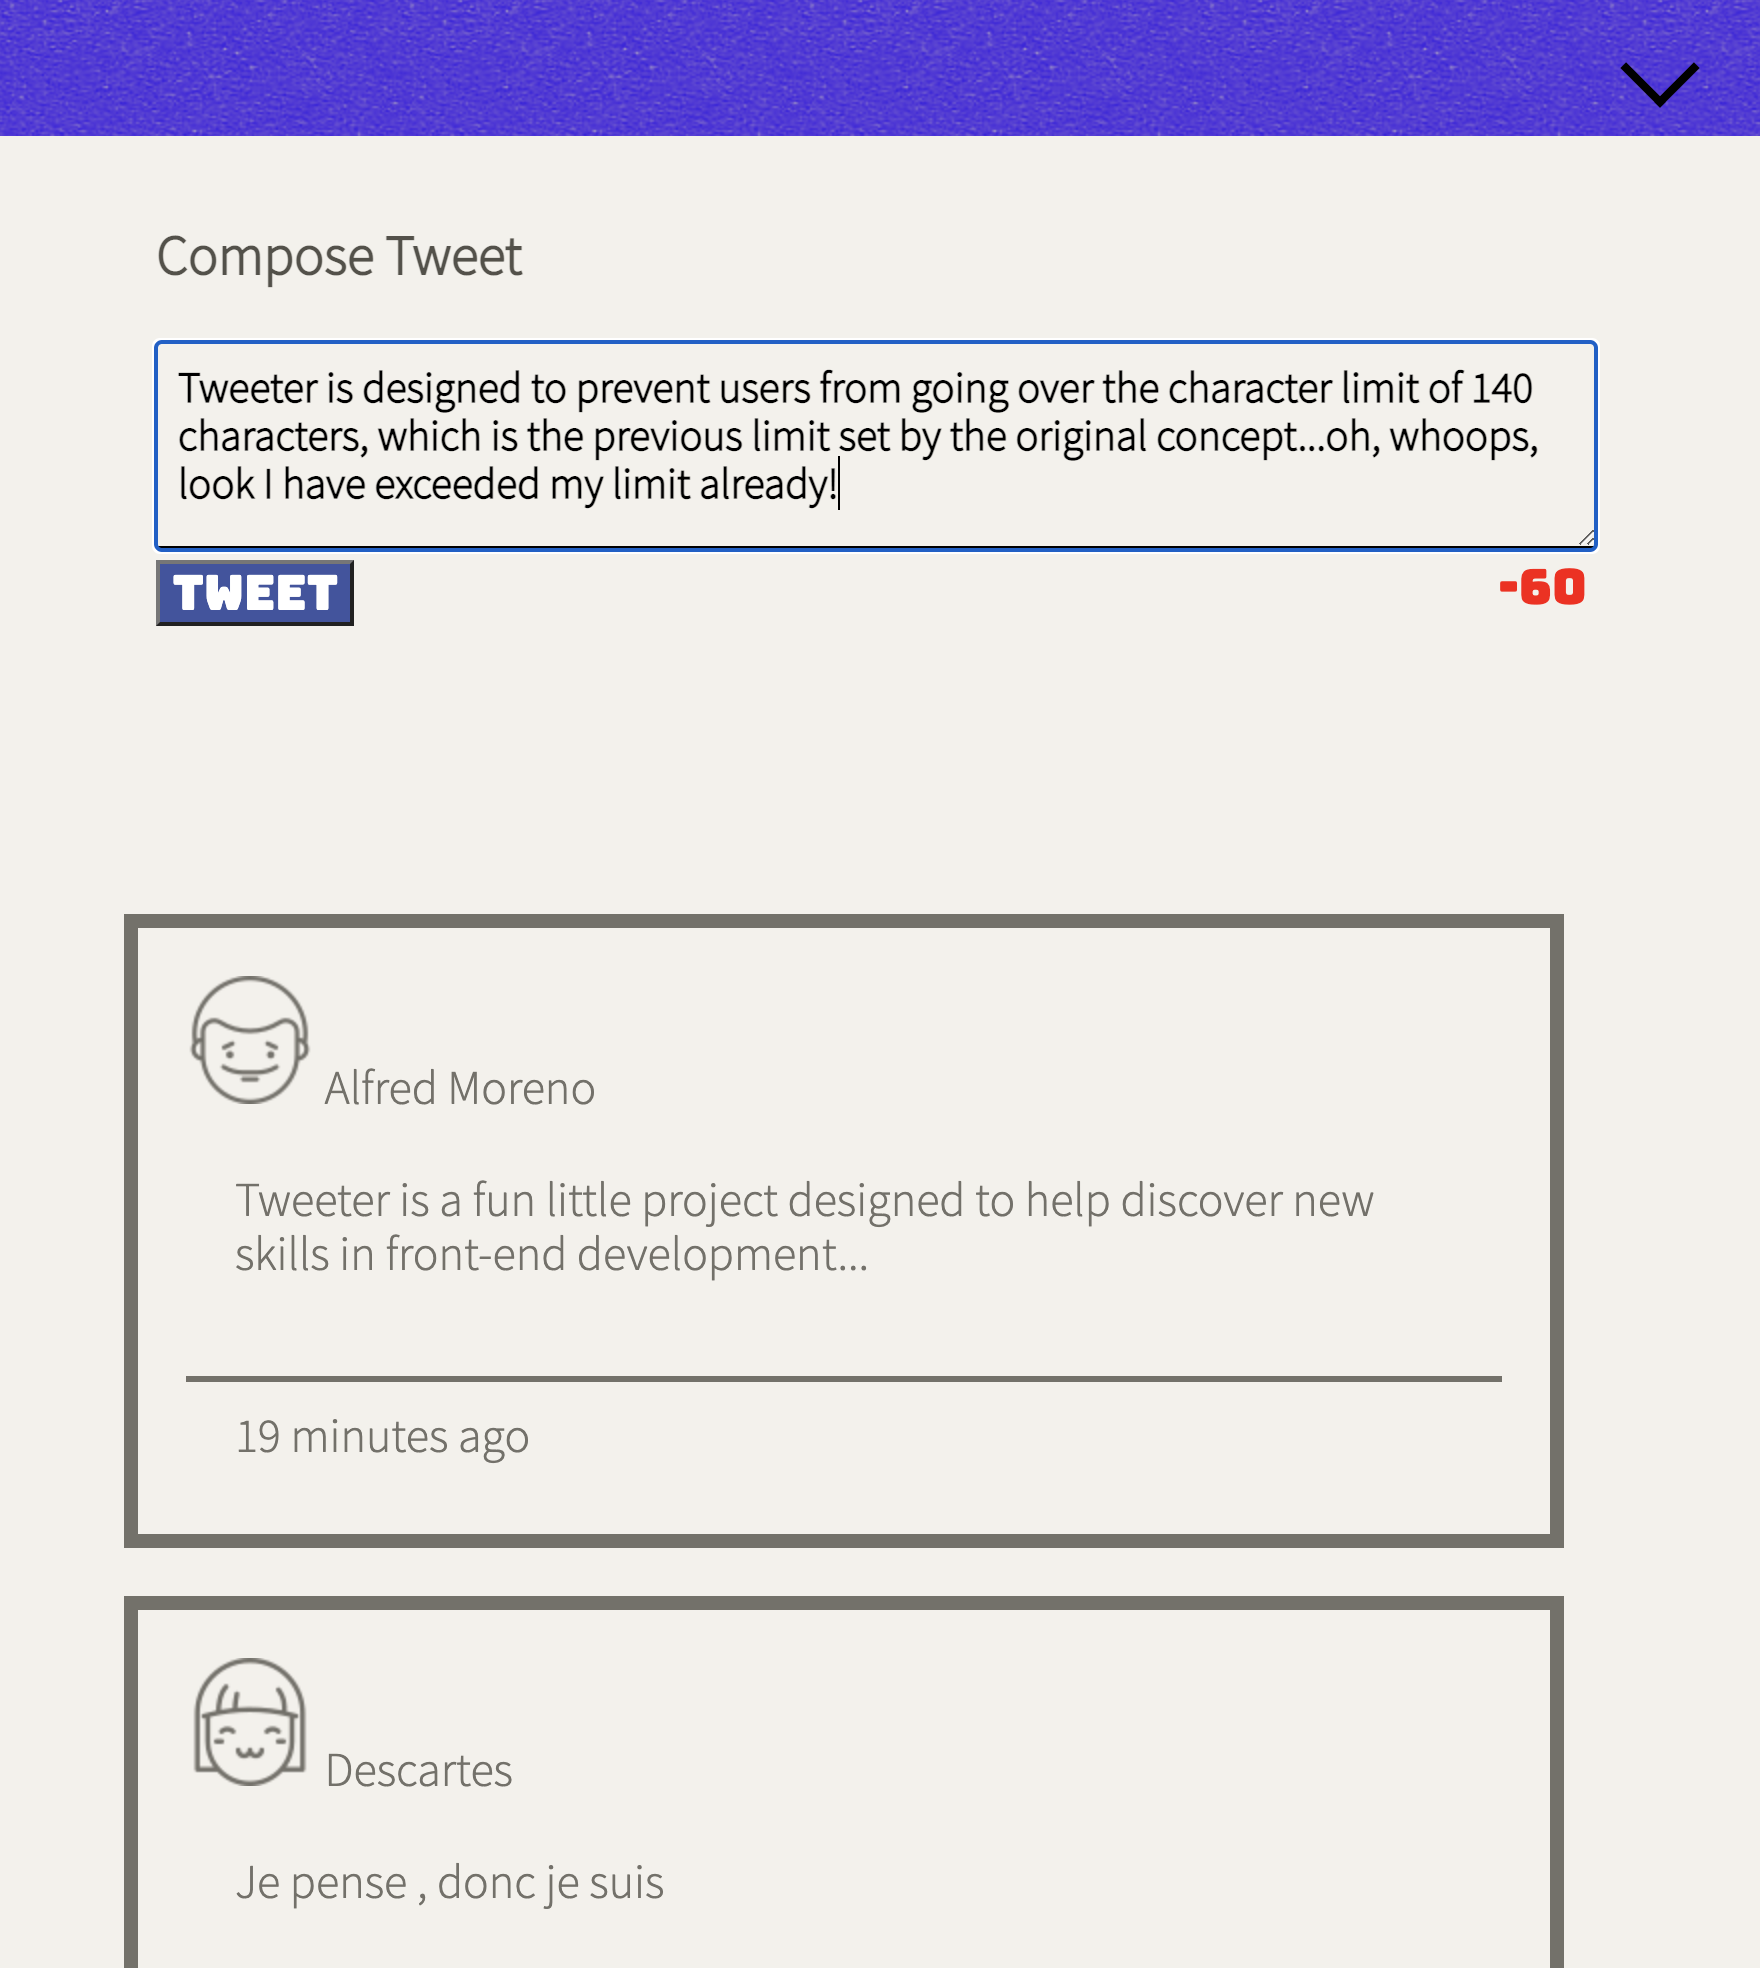 Compose Tweet
Tweeter is designed to prevent users from going over the character limit of 140
characters, which is the previous limit set by the original concept...oh, whoops,
look I have exceeded my limit already!
TWEET
-60
Alfred Moreno
Tweeter is a fun little project designed to help discover new
skills in front-end development...
19 minutes ago
Descartes
Je pense , donc je suis